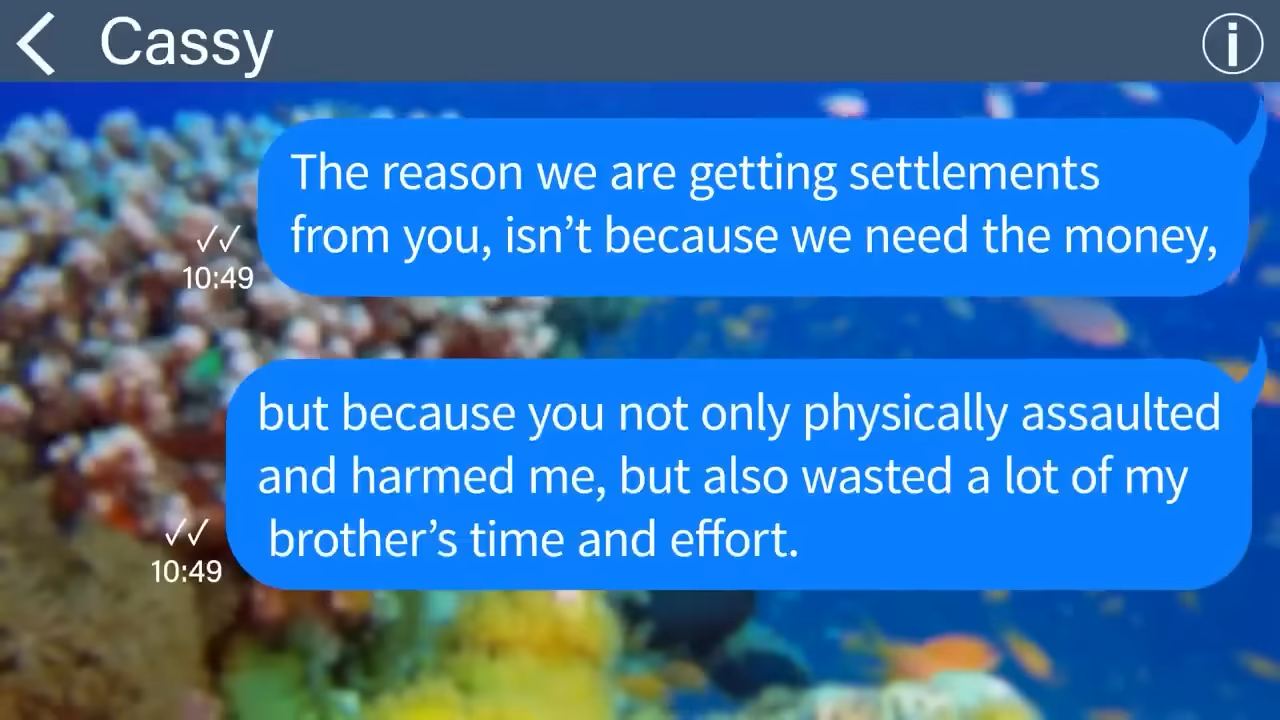 Cassy
The reason we are getting settlements
from you, isn’t because we need the money,
✓✓
10:49
but because you not only physically assaulted
and harmed me, but also wasted a lot of my
brother’s time and effort.
✓✓
10:49